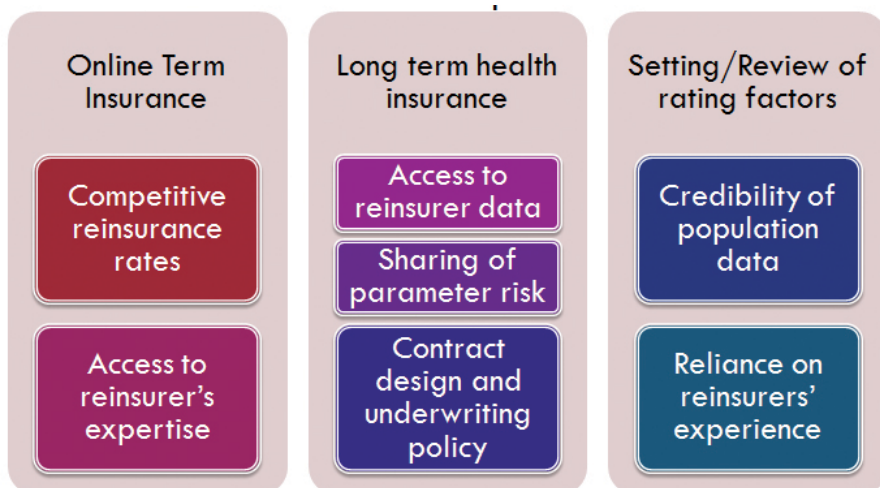 Online Term
Insurance
Competitive
reinsurance
rates
Access to
reinsurer's
expertise
Long term health
insurance
Access to
reinsurer data
Sharing of
parameter risk
Contract
design and
underwriting
policy
Setting/Review of
rating factors
Credibility of
population
data
Reliance on
reinsurers'
experience